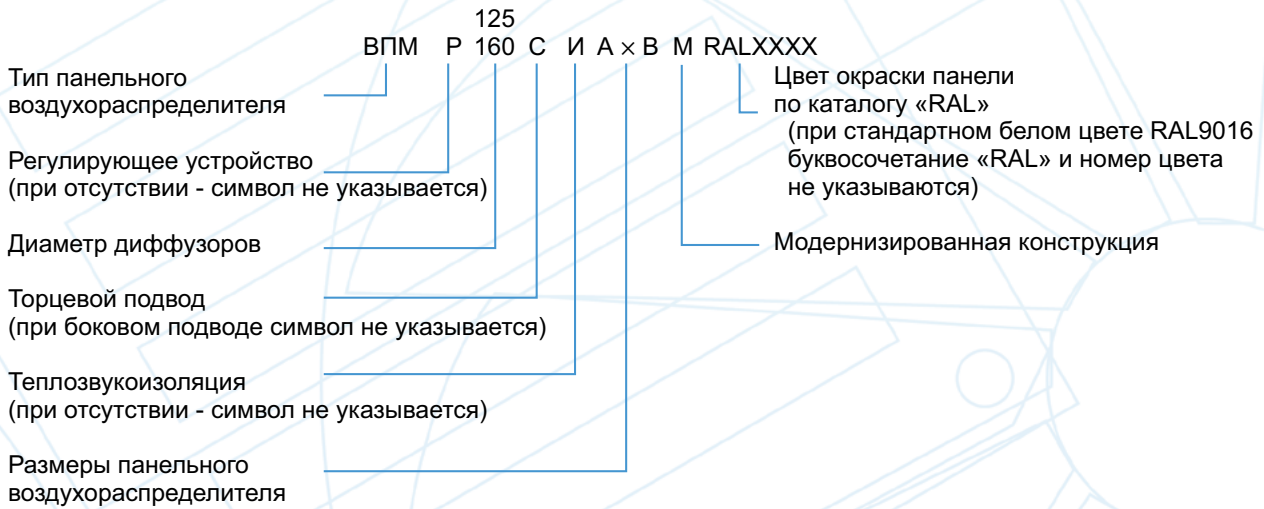 125
ВПМ Р 160 С И А × В М RALXXXX
Тип панельного
воздухораспределителя
Регулирующее устройство
(при отсутствии - символ не указывается)
Диаметр диффузоров
Торцевой подвод
(при боковом подводе символ не указывается)
Теплозвукоизоляция
(при отсутствии - символ не указывается)
Размеры панельного
воздухораспределителя
Цвет окраски панели
по каталогу «RAL»
(при стандартном белом цвете RAL9016
буквосочетание «RAL» и номер цвета
не указываются)
Модернизированная конструкция